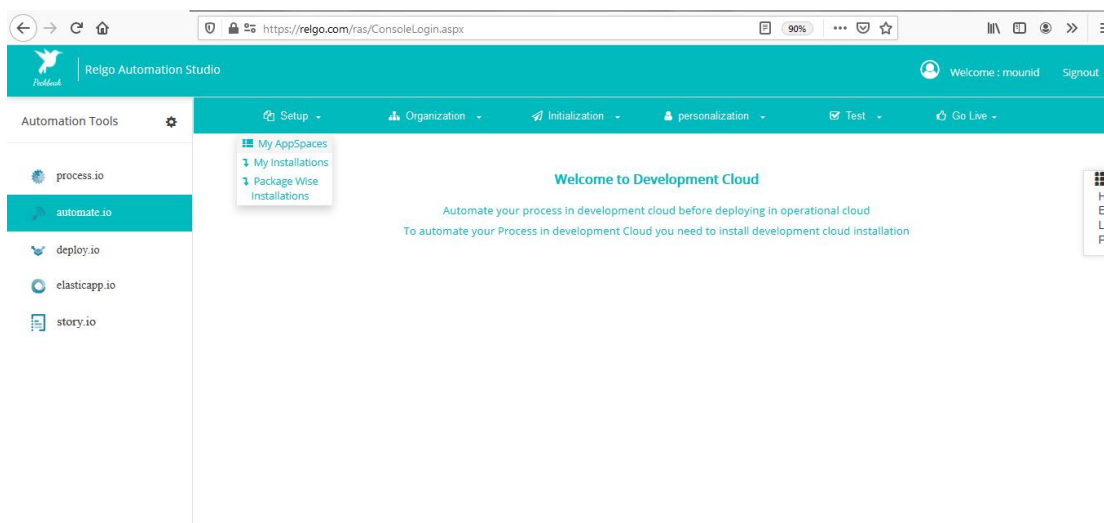 https://relgo.com/ras/ConsoleLogin.aspx
90%
Relgo Automation Studio
Welcome : mounid
Signout
Automation Tools
Setup
Organization
Initialization
personalization
Test
Go Live
My AppSpaces
My Installations
Package Wise
Installations
process.io
automate.io
deploy.io
elasticapp.io
story.io
Welcome to Development Cloud
Automate your process in development cloud before deploying in operational cloud
To automate your Process in development Cloud you need to install development cloud installation
H
E
L
P